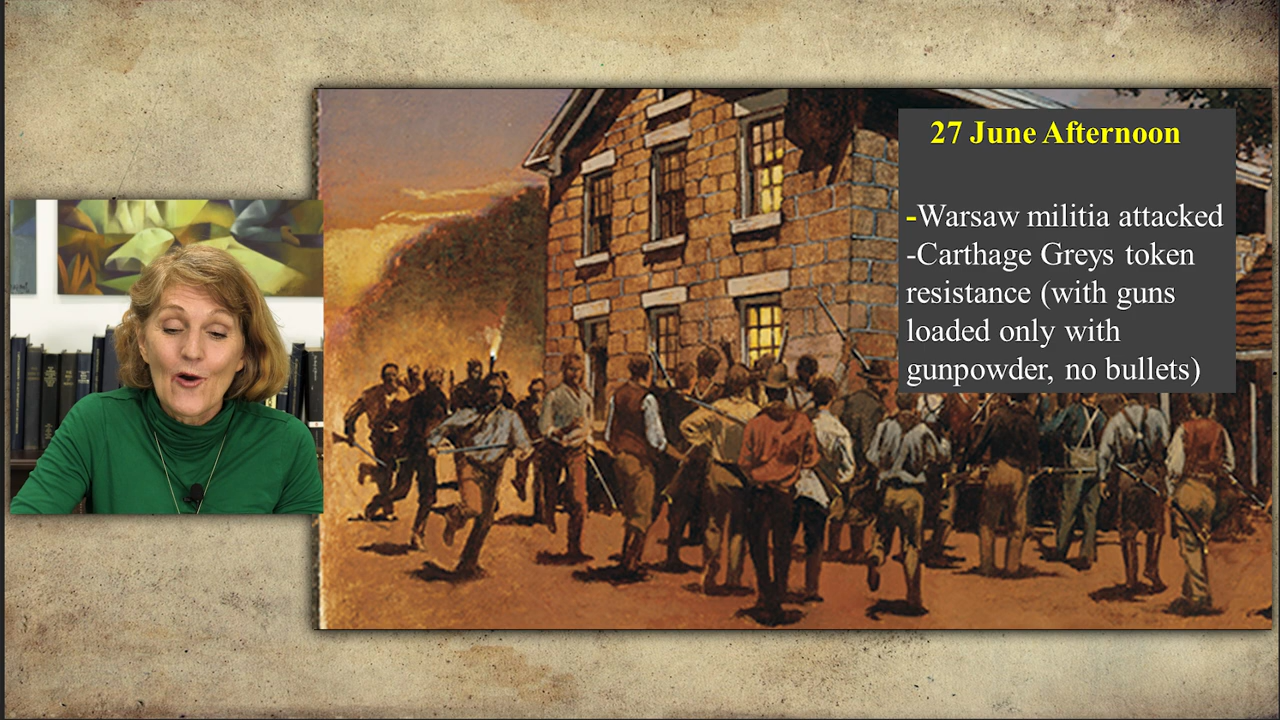 27 June Afternoon
-Warsaw militia attacked
-Carthage Greys token
resistance (with guns
loaded only with
gunpowder, no bullets)